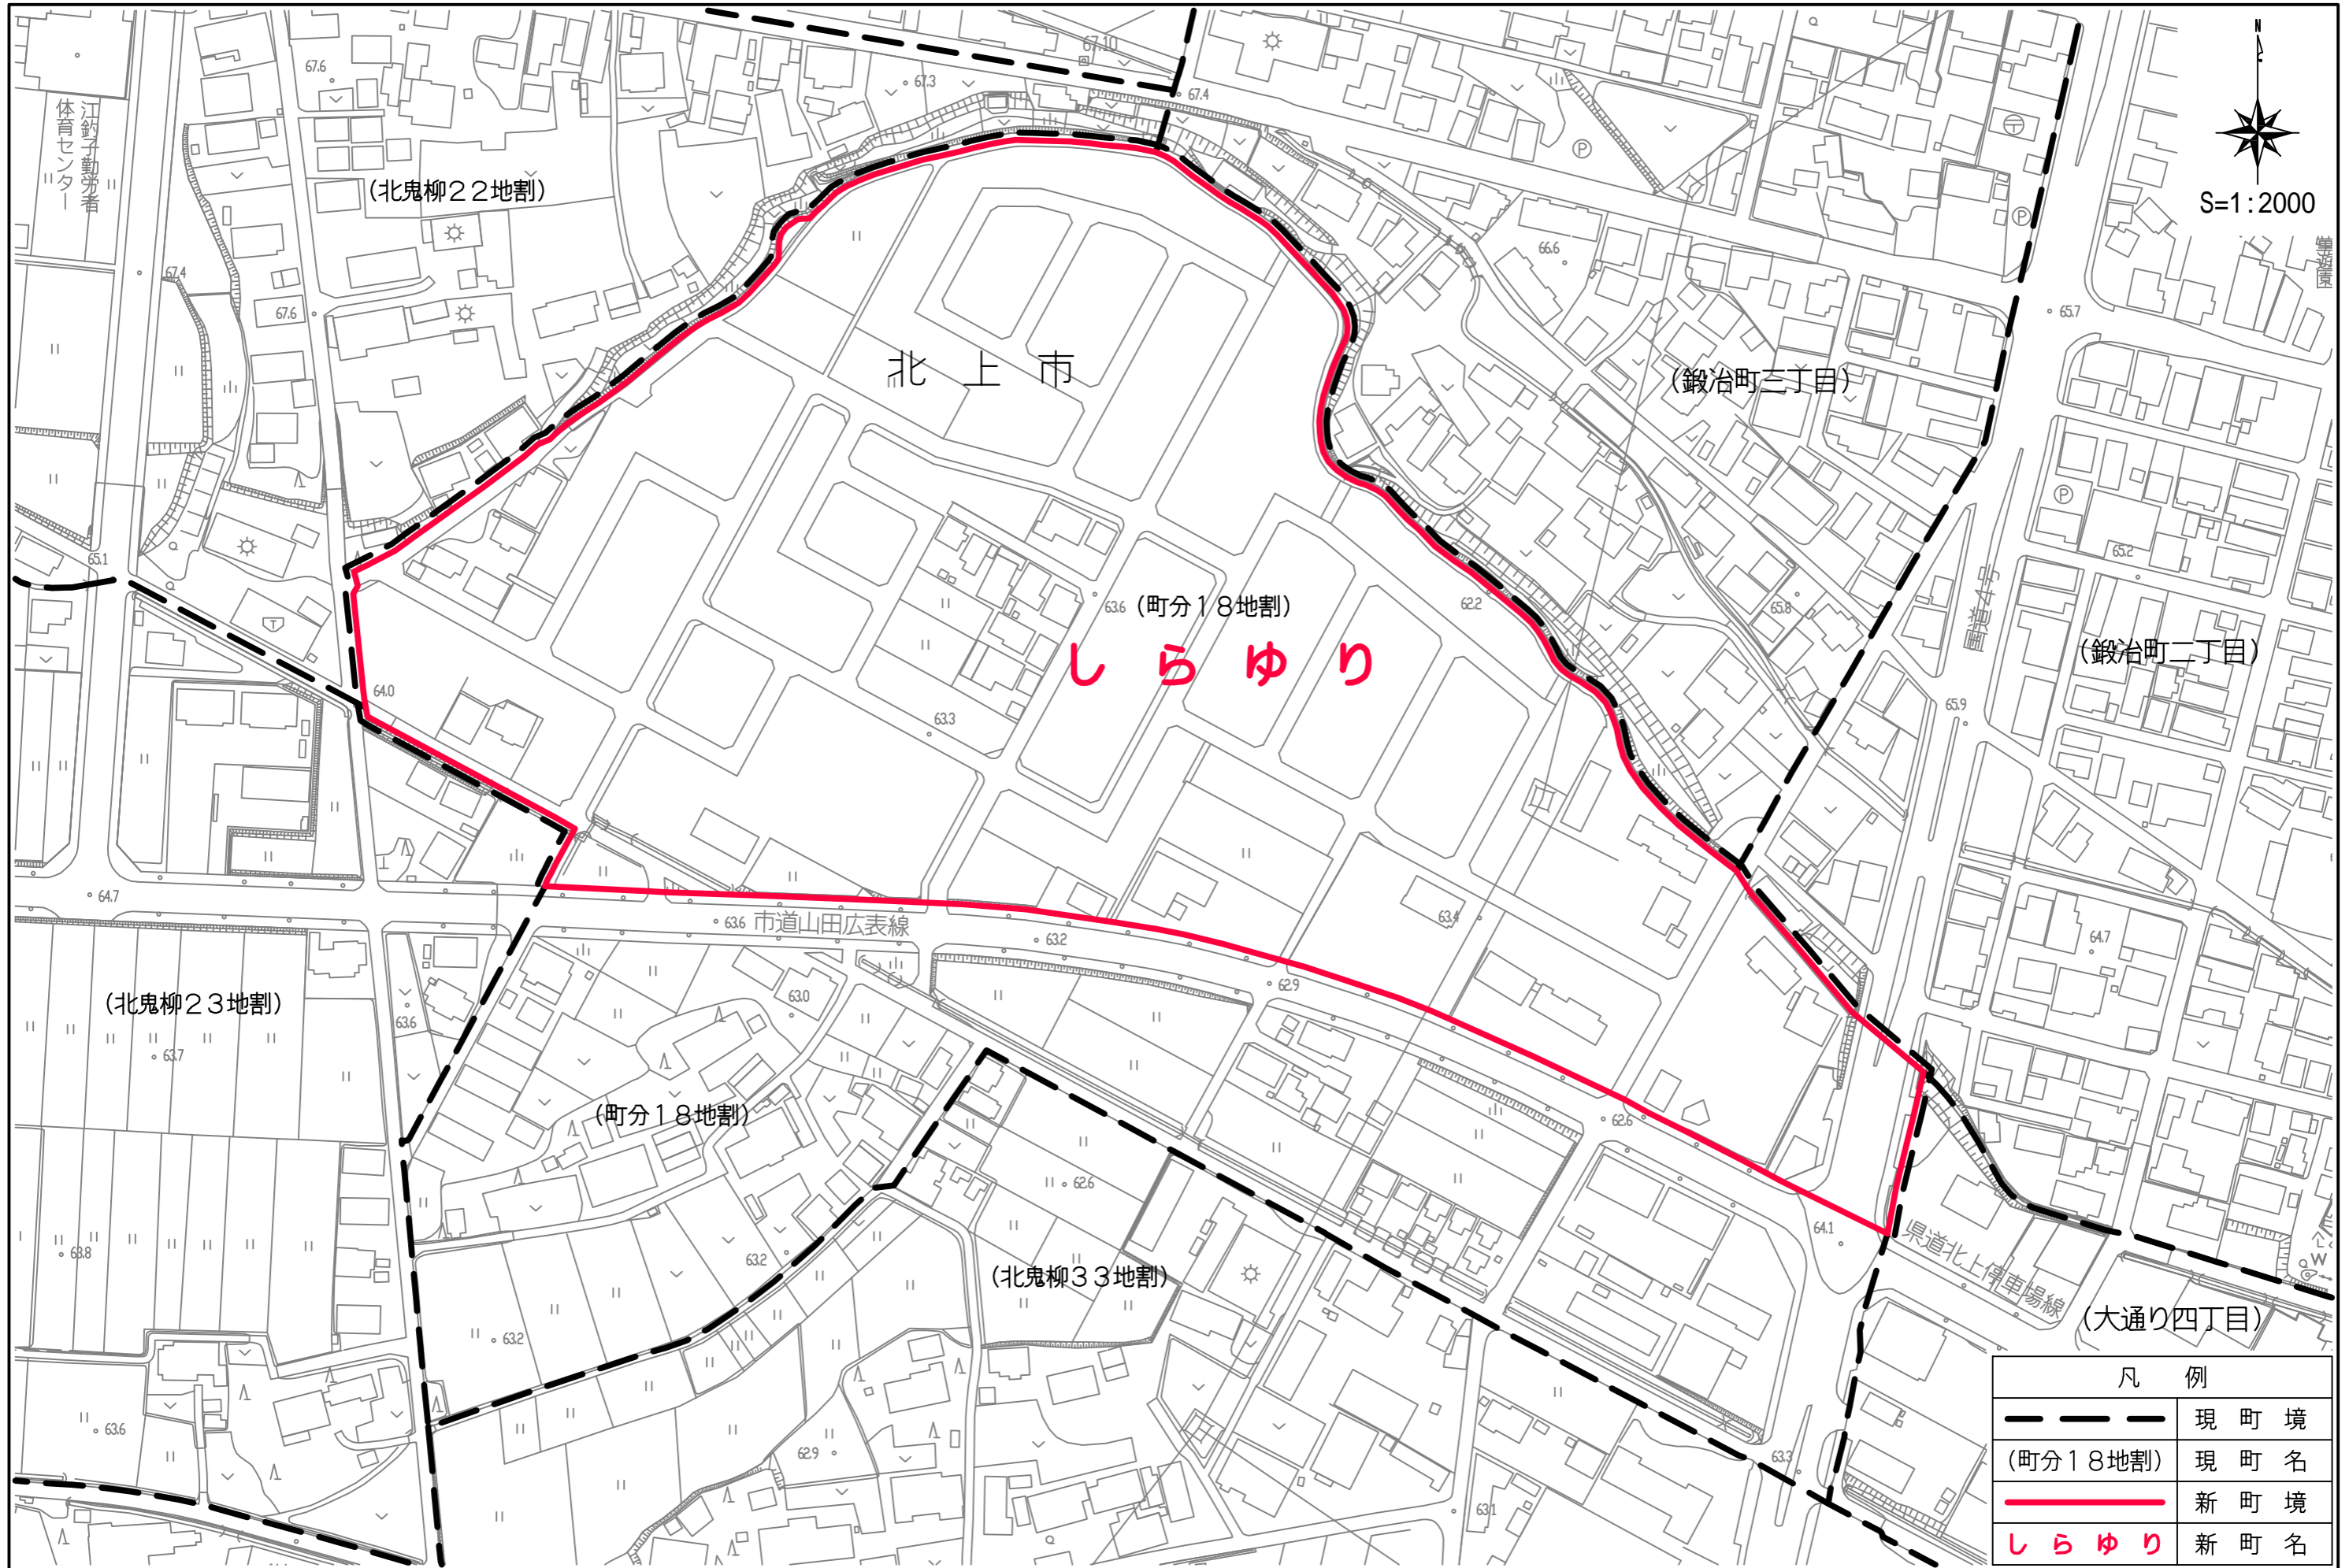 67.10
67.6
67.3
67.4
N
S=1:2000
江釣子勤労者
体育センター
(北鬼柳22地割)
66.6
67.4
67.6
65.7
北上市
(鍛冶町三丁目)
65.1
65.2
国道4号
63.6
(町分18地割)
62.2
65.8
しらゆり
(鍛冶町二丁目)
64.0
63.3
65.9
64.7
63.6
市道山田広表線
63.4
63.2
64.7
62.9
(北鬼柳23地割)
63.0
63.6
63.7
(町分18地割)
62.6
62.6
63.8
63.2
64.1
県道北上停車場線
(北鬼柳33地割)
(大通り四丁目)
63.2
63.6
62.9
63.3
63.1
凡例
現町境
(町分18地割) 現町名
新町境
しらゆり 新町名